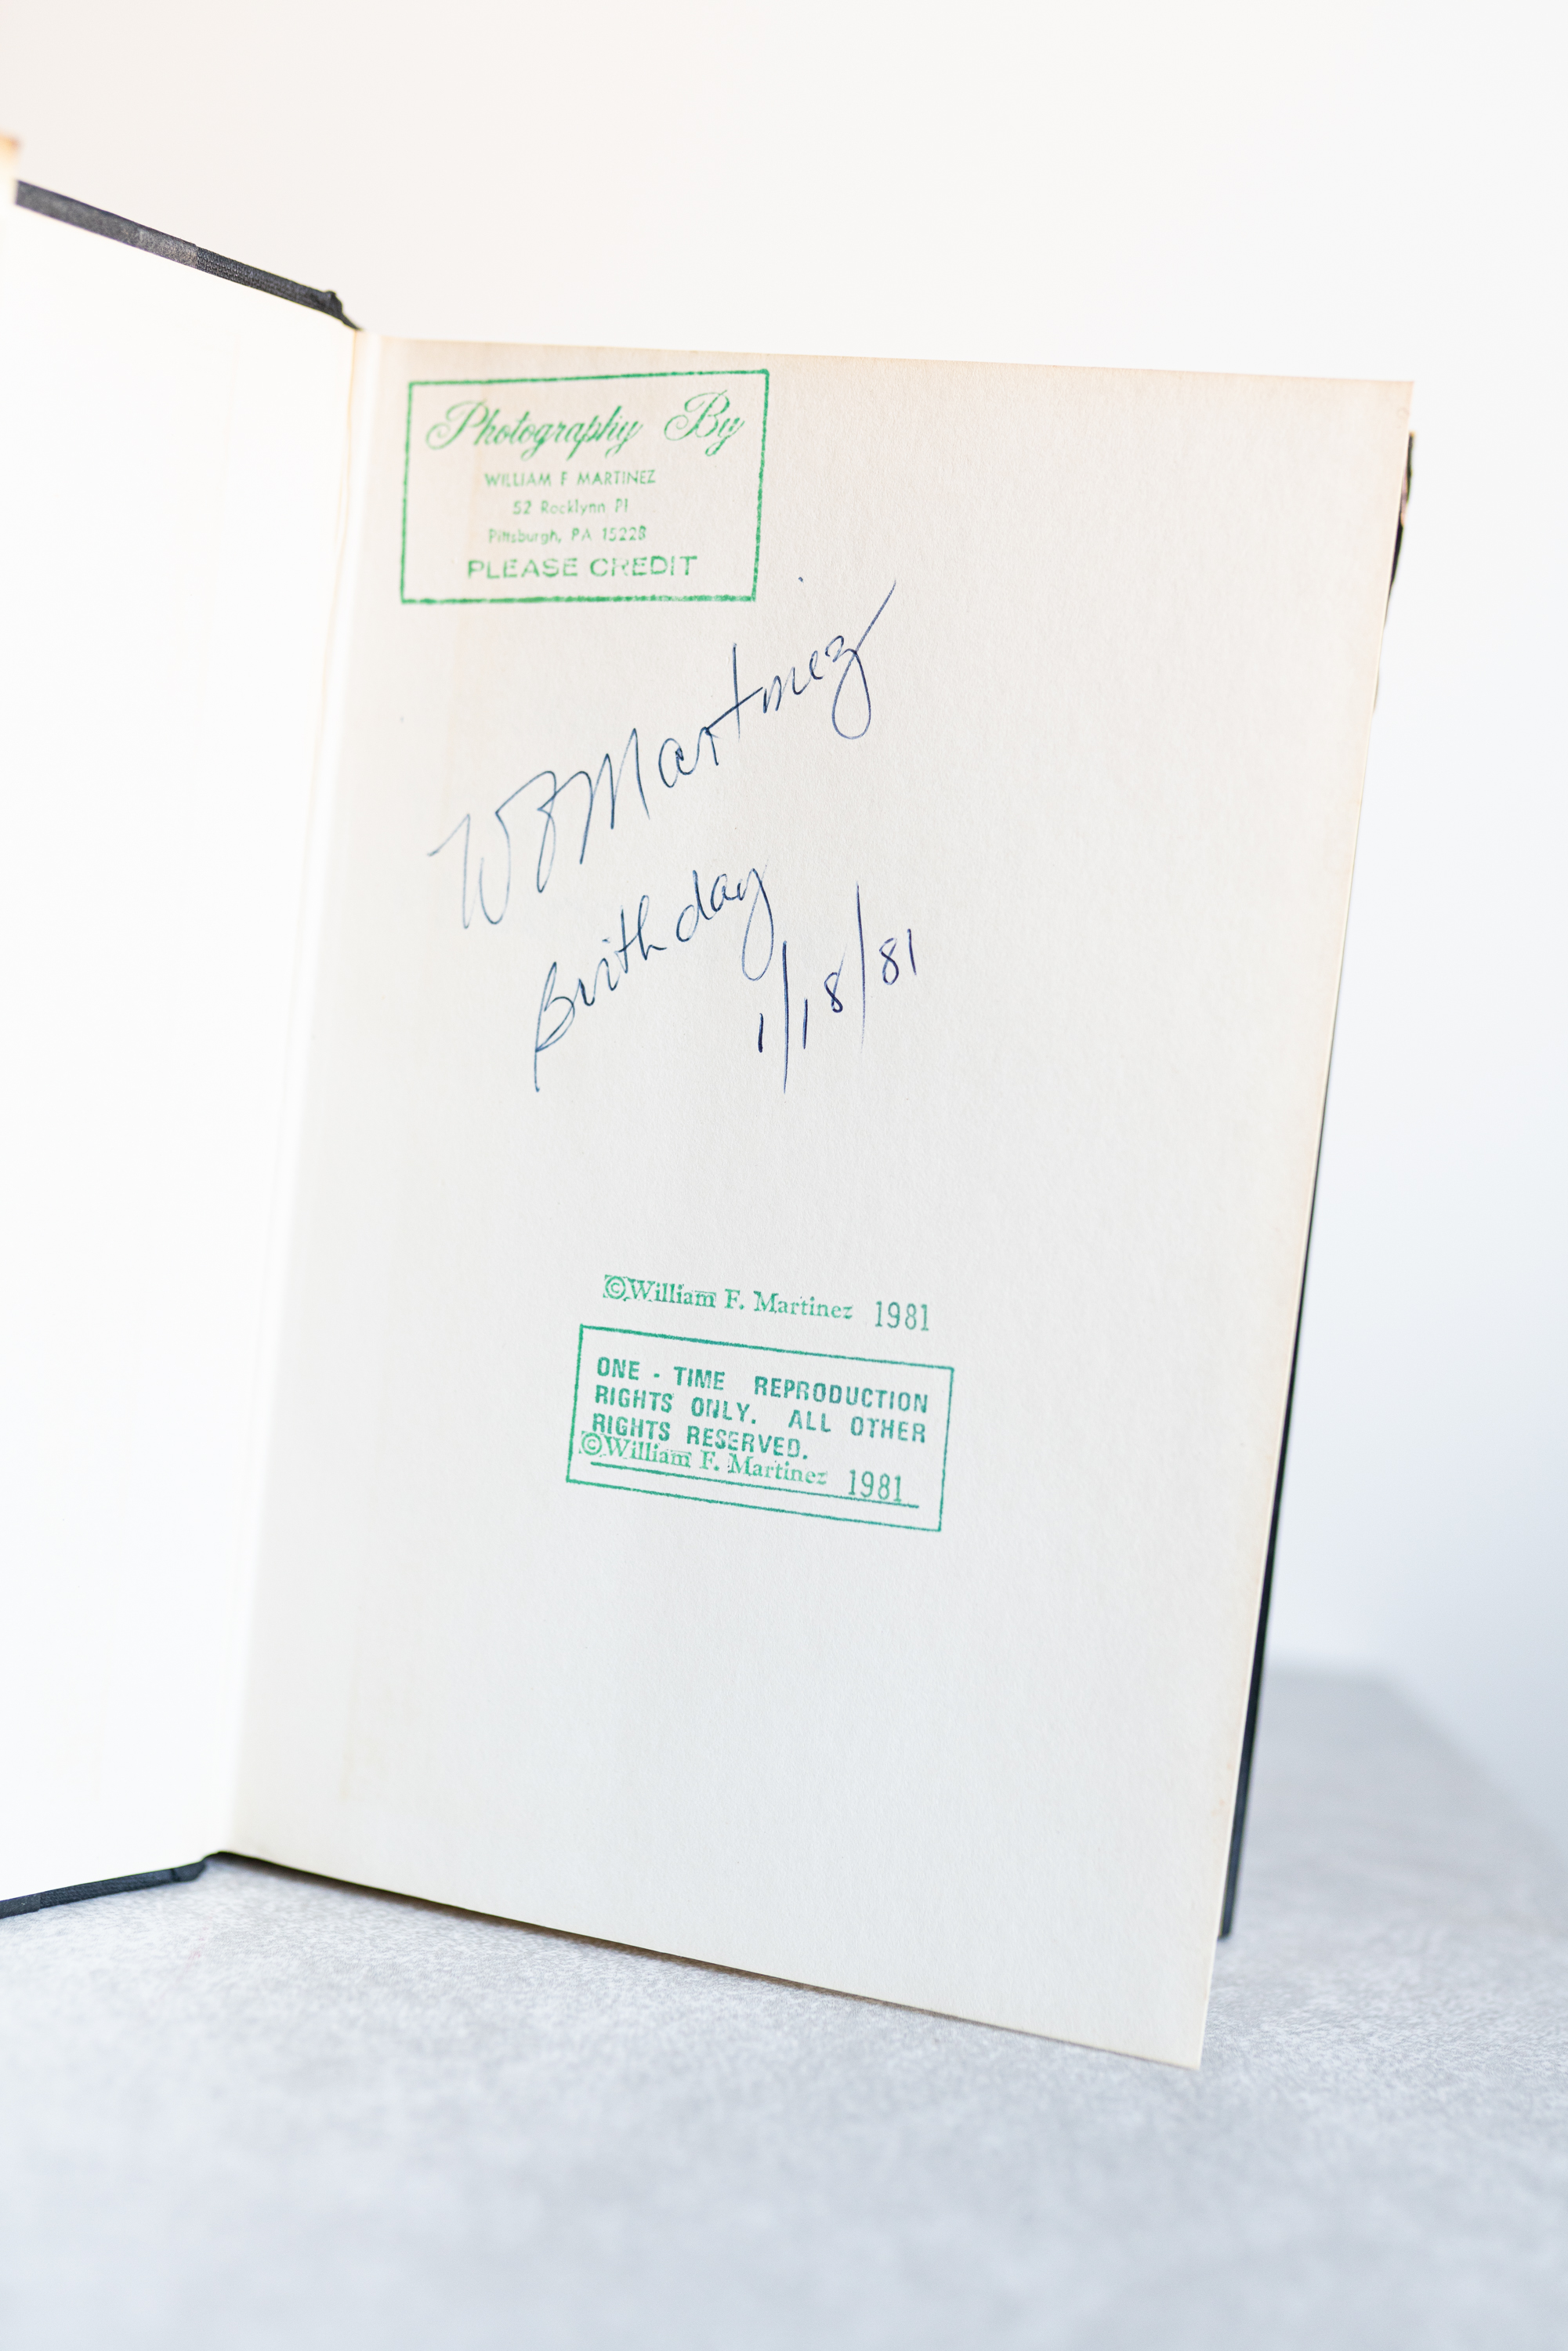 Photography By
WILLIAM F MARTINEZ
52 Rocklynn Pl
Pittsburgh, PA 15228
PLEASE CREDIT
WF Martinez
Birthday
1/18/81
©William F. Martinez 1981
ONE - TIME REPRODUCTION
RIGHTS ONLY. ALL OTHER
RIGHTS RESERVED.
©William F. Martinez 1981